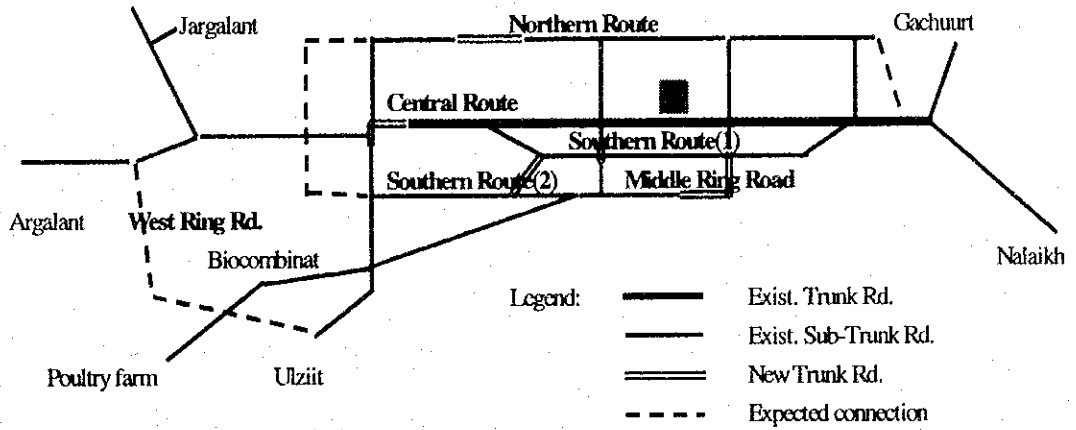 Jargalant
Northern Route
Gachuurt
Central Route
Southern Route(1)
Southern Route(2)
Middle Ring Road
Argalant
West Ring Rd.
Biocombinat
Nalaikh
Legend:
Exist. Trunk Rd.
Exist. Sub-Trunk Rd.
Poultry farm
Ulziit
New Trunk Rd.
Expected connection